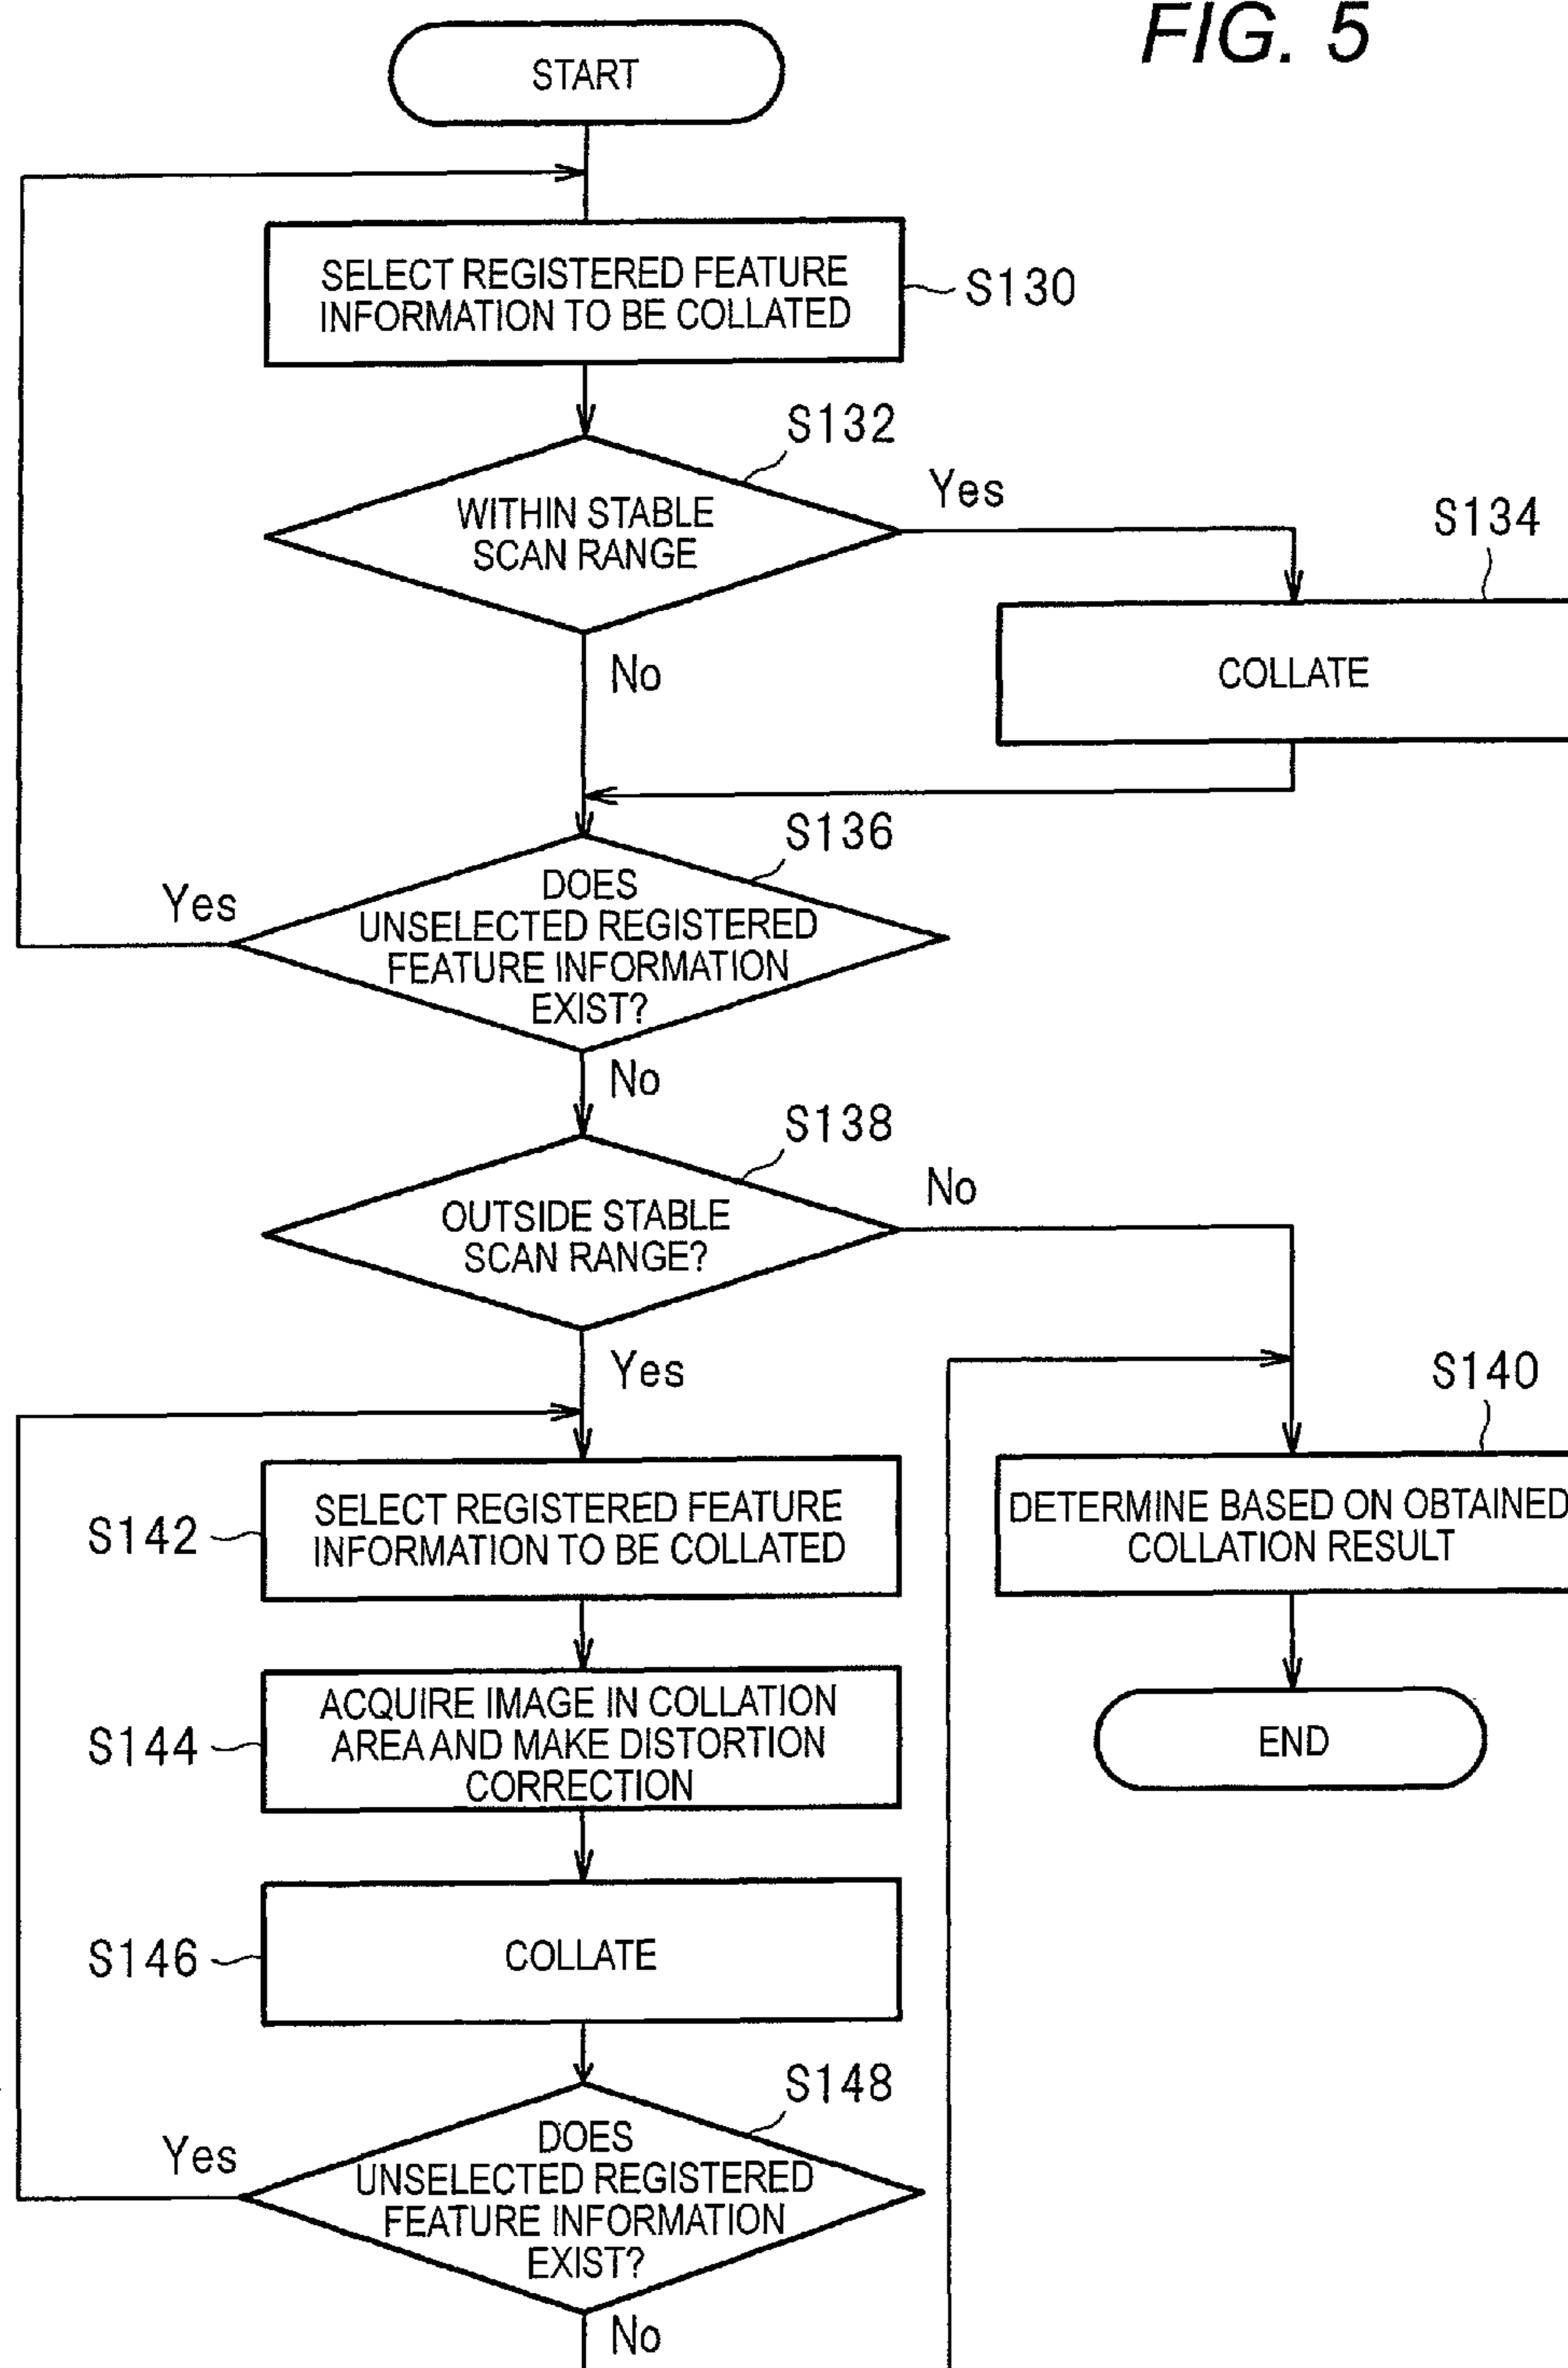 FIG. 5
START
SELECT REGISTERED FEATURE
INFORMATION TO BE COLLATED
S130
S132
WITHIN STABLE
SCAN RANGE
Yes
No
S134
COLLATE
S136
DOES
UNSELECTED REGISTERED
FEATURE INFORMATION
EXIST?
Yes
No
S138
OUTSIDE STABLE
SCAN RANGE?
No
Yes
S140
DETERMINE BASED ON OBTAINED
COLLATION RESULT
END
S142
SELECT REGISTERED FEATURE
INFORMATION TO BE COLLATED
S144
ACQUIRE IMAGE IN COLLATION
AREA AND MAKE DISTORTION
CORRECTION
S146
COLLATE
S148
DOES
UNSELECTED REGISTERED
FEATURE INFORMATION
EXIST?
Yes
No